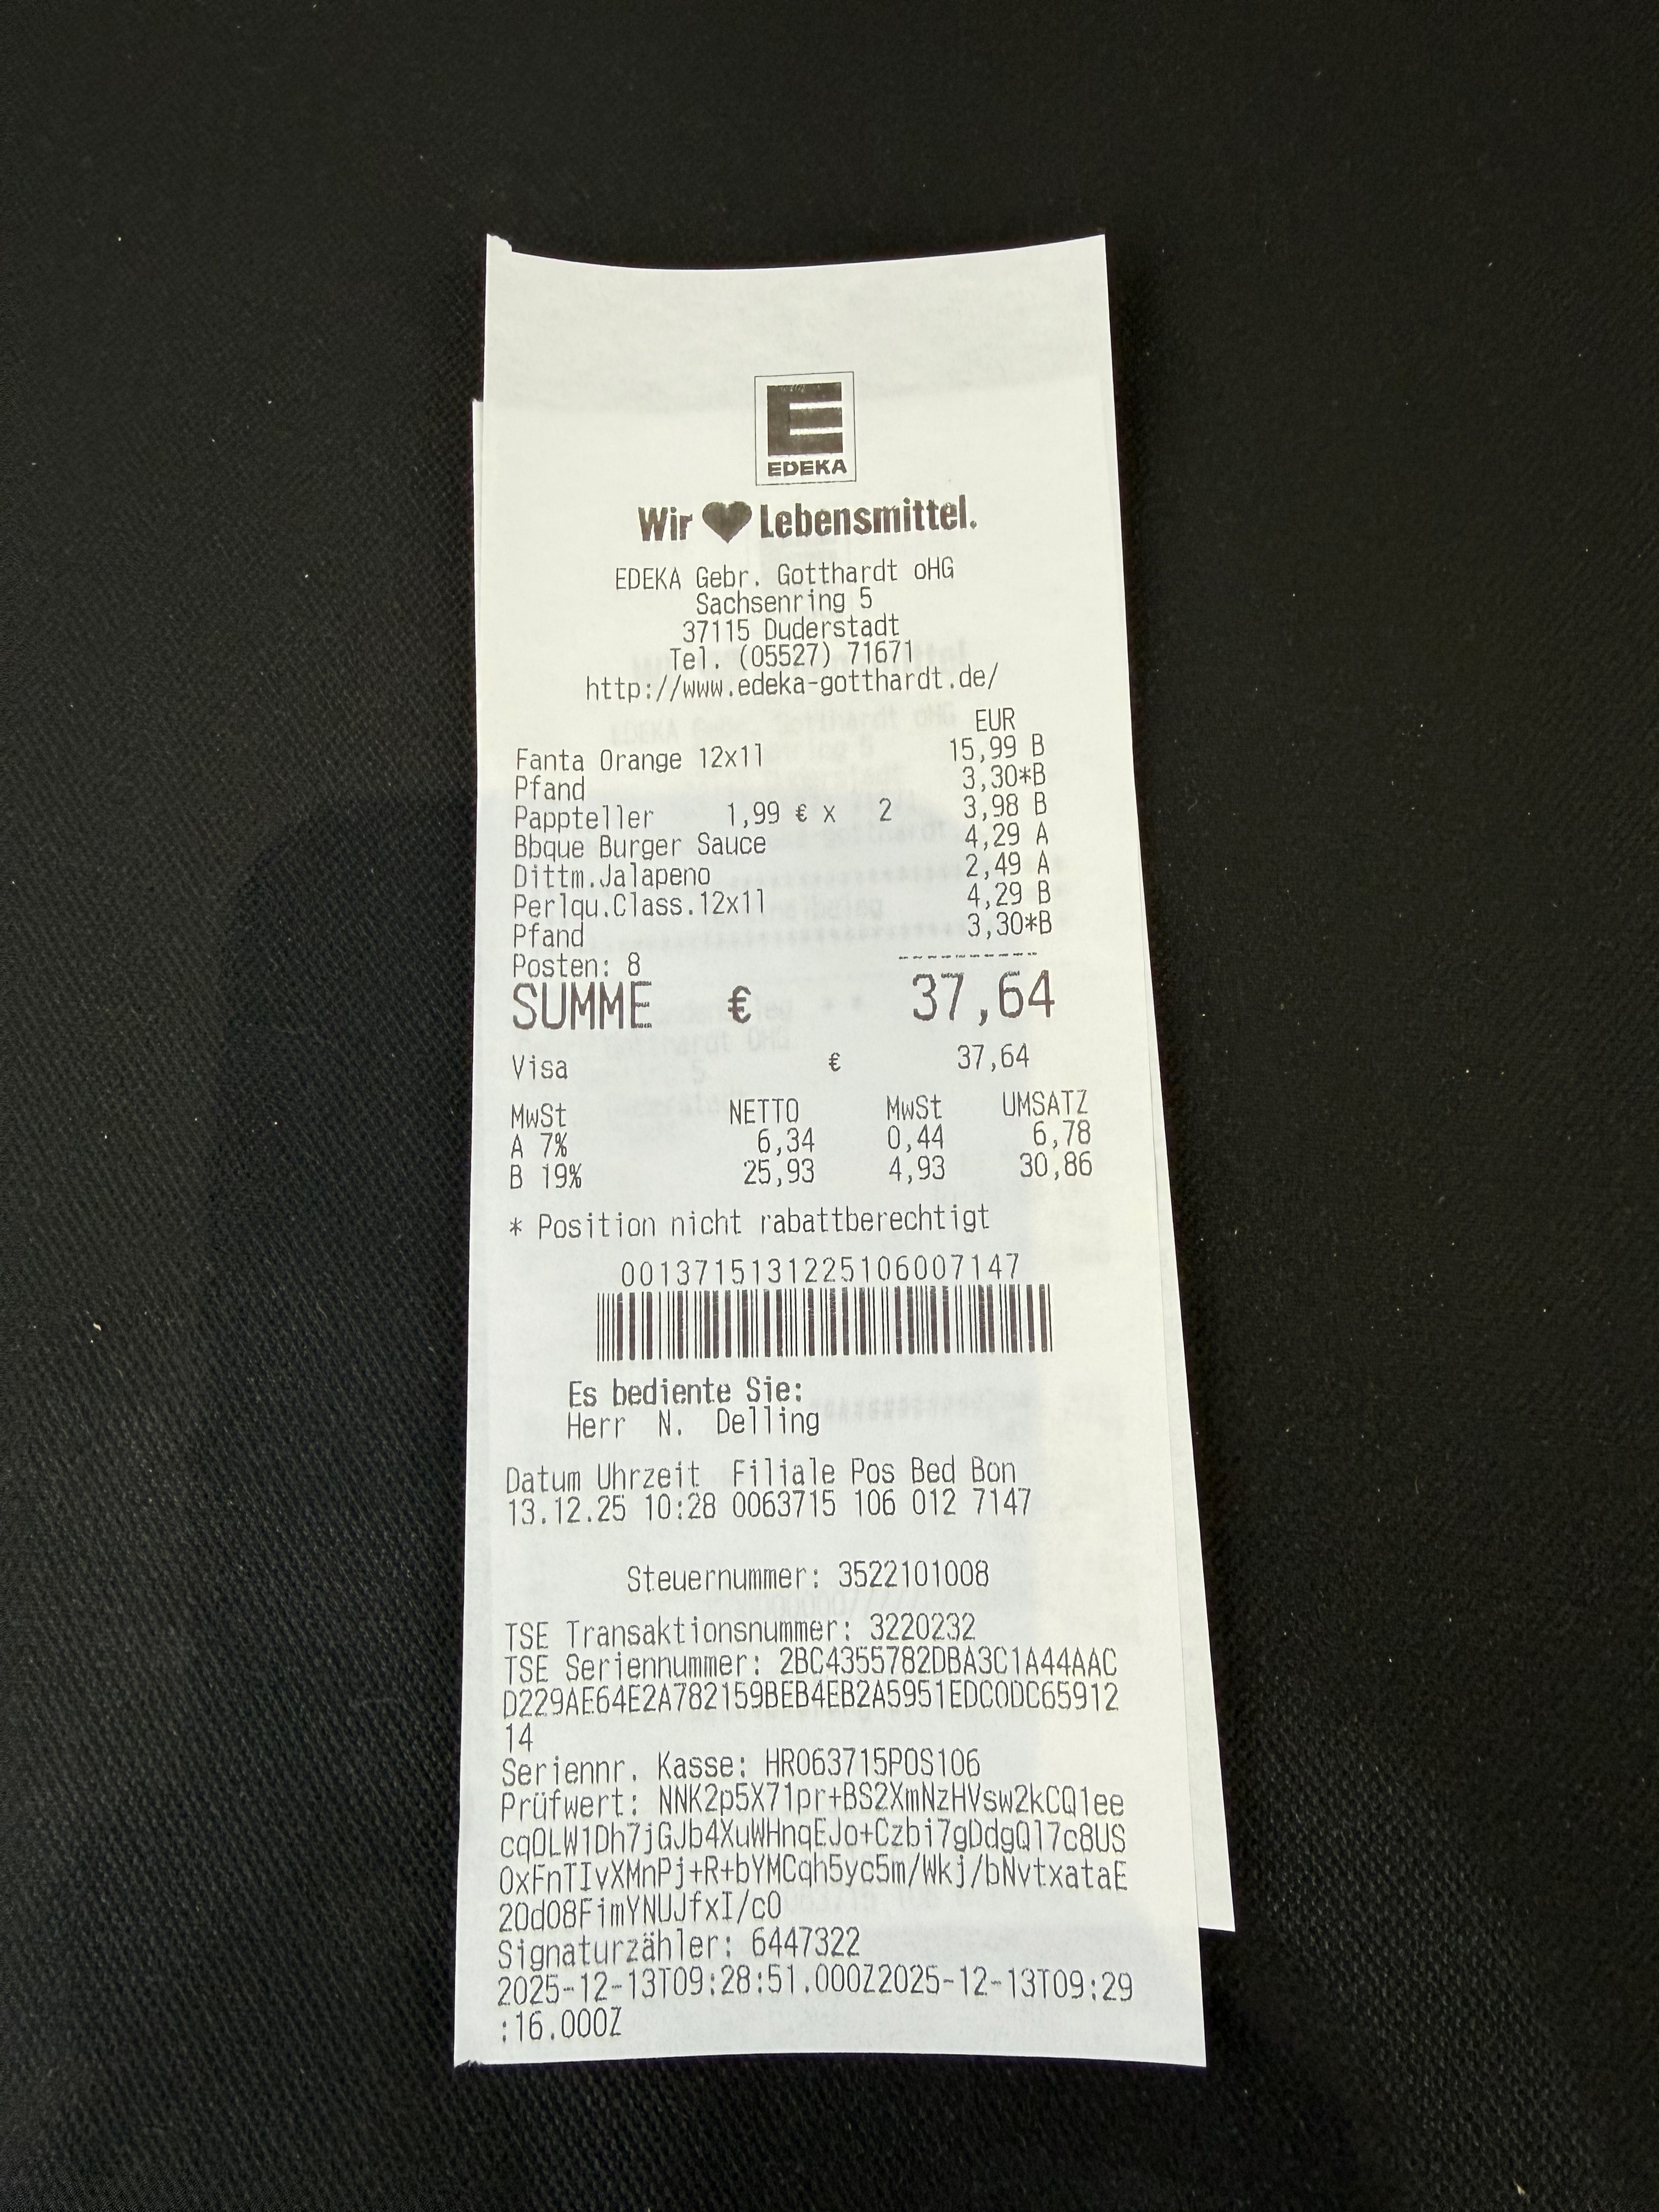 EDEKA
Wir ♥ Lebensmittel.
EDEKA Gebr. Gotthardt oHG
Sachsenring 5
37115 Duderstadt
Tel. (05527) 71671
http://www.edeka-gotthardt.de/
EUR
Fanta Orange 12x1l 15,99 B
Pfand 3,30*B
Pappteller 1,99 € x 2 3,98 B
Bbque Burger Sauce 4,29 A
Dittm.Jalapeno 2,49 A
Perlqu.Class.12x1l 4,29 B
Pfand 3,30*B
Posten: 8
SUMME € 37,64
Visa € 37,64
MwSt NETTO MwSt UMSATZ
A 7% 6,34 0,44 6,78
B 19% 25,93 4,93 30,86
* Position nicht rabattberechtigt
0013715131225106007147
Es bediente Sie:
Herr N. Delling
Datum Uhrzeit Filiale Pos Bed Bon
13.12.25 10:28 0063715 106 012 7147
Steuernummer: 3522101008
TSE Transaktionsnummer: 3220232
TSE Seriennummer: 2BC4355782DBA3C1A44AAC
D229AE64E2A782159BEB4EB2A5951EDC0DC65912
14
Seriennr. Kasse: HR063715POS106
Prüfwert: NNK2p5X71pr+BS2XmNzHVsw2kCQ1ee
cq0LW1Dh7jGJb4XuWHnqEJo+Czbi7gDdgQ17c8US
0xFnTIvXMnPj+R+bYMCqh5yc5m/Wkj/bNvtxataE
20d08FimYNUJfxI/c0
Signaturzähler: 6447322
2025-12-13T09:28:51.000Z2025-12-13T09:29
:16.000Z